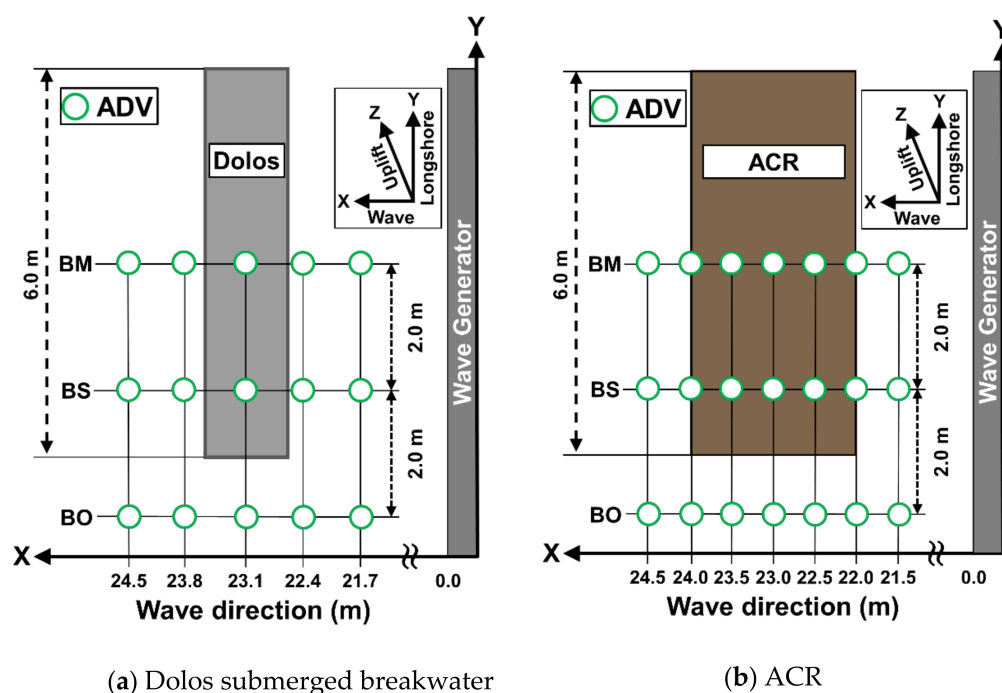 Y
ADV
Z
Y
Uplift
Longshore
X
Wave
Dolos
6.0 m
BM
BS
BO
2.0 m
2.0 m
Wave Generator
X
24.5 23.8 23.1 22.4 21.7 0.0
Wave direction (m)
(a) Dolos submerged breakwater
Y
ADV
Z
Y
Uplift
Longshore
X
Wave
ACR
6.0 m
BM
BS
BO
2.0 m
2.0 m
Wave Generator
X
24.5 24.0 23.5 23.0 22.5 22.0 21.5 0.0
Wave direction (m)
(b) ACR